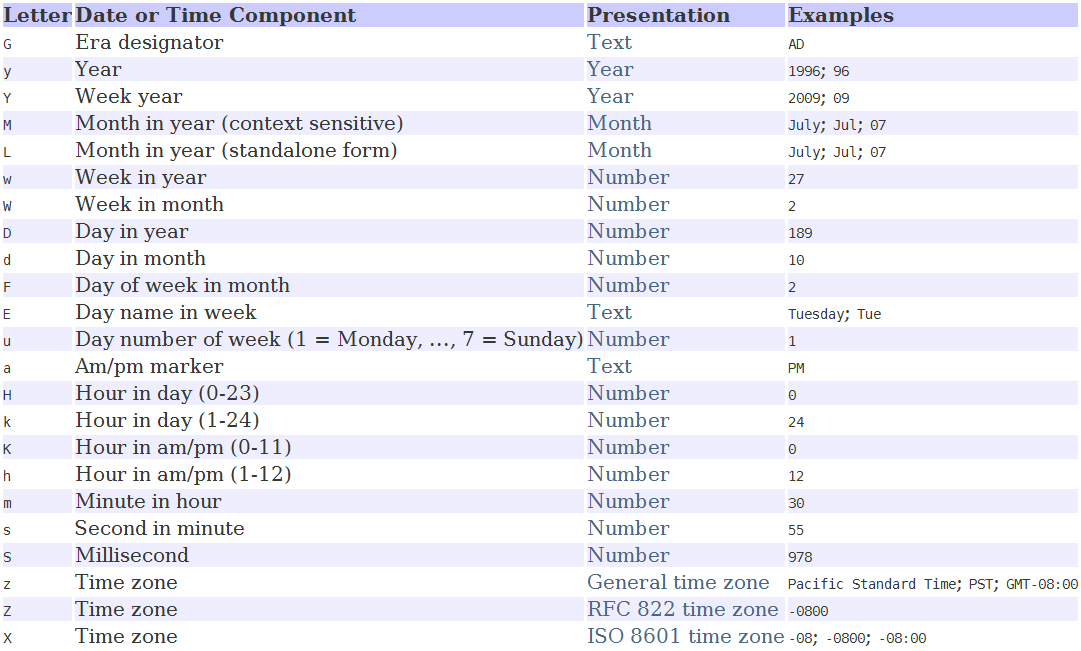 Letter Date or Time Component Presentation Examples
G Era designator Text AD
y Year Year 1996; 96
Y Week year Year 2009; 09
M Month in year (context sensitive) Month July; Jul; 07
L Month in year (standalone form) Month July; Jul; 07
w Week in year Number 27
W Week in month Number 2
D Day in year Number 189
d Day in month Number 10
F Day of week in month Number 2
E Day name in week Text Tuesday; Tue
u Day number of week (1 = Monday, ..., 7 = Sunday) Number 1
a Am/pm marker Text PM
H Hour in day (0-23) Number 0
k Hour in day (1-24) Number 24
K Hour in am/pm (0-11) Number 0
h Hour in am/pm (1-12) Number 12
m Minute in hour Number 30
s Second in minute Number 55
S Millisecond Number 978
z Time zone General time zone Pacific Standard Time; PST; GMT-08:00
Z Time zone RFC 822 time zone -0800
X Time zone ISO 8601 time zone -08; -0800; -08:00